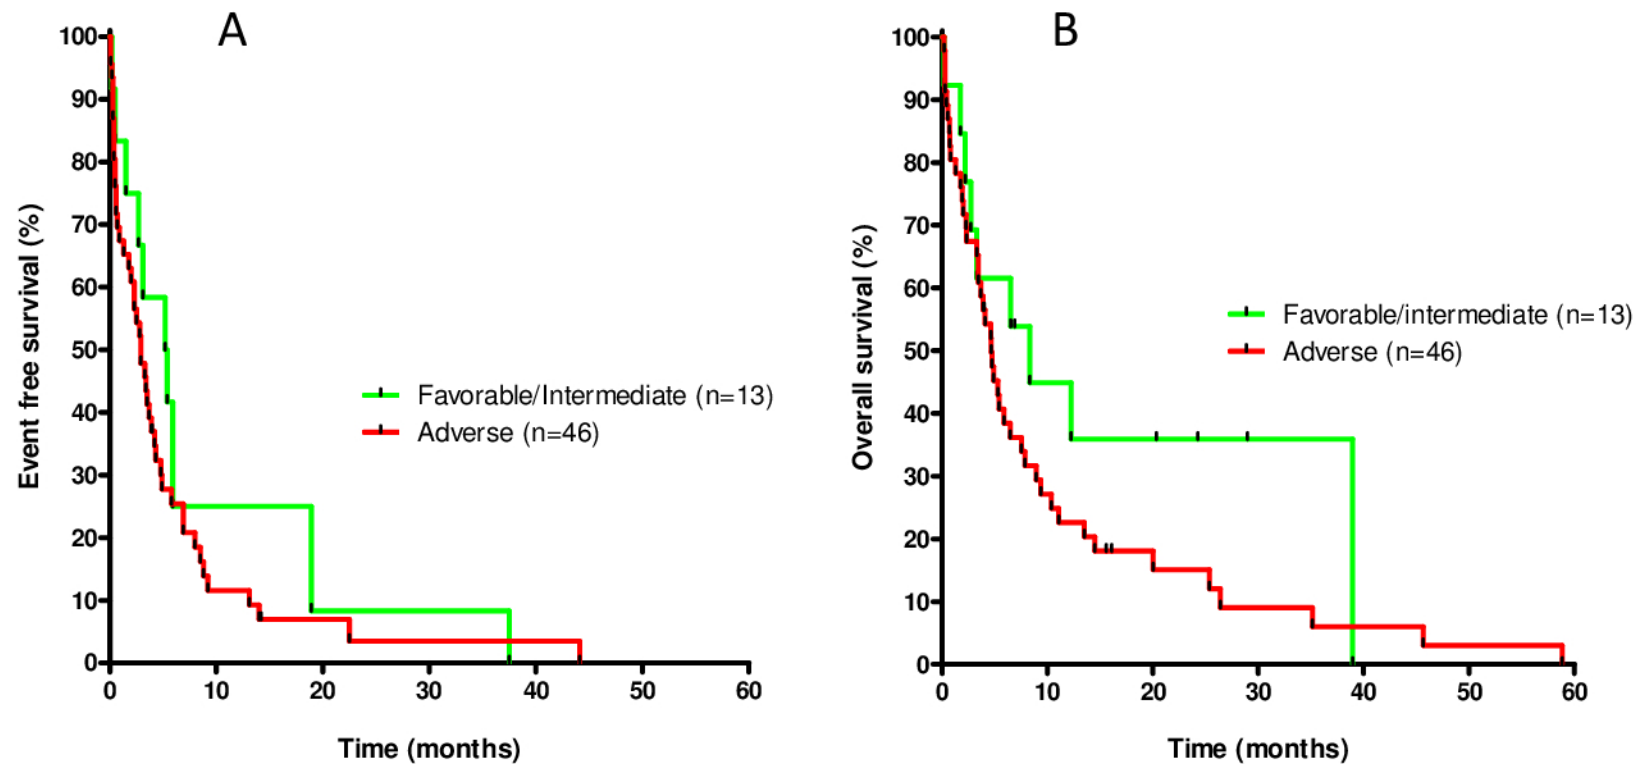 A
Event free survival (%)
100
90
80
70
60
50
40
30
20
10
0
0 10 20 30 40 50 60
Time (months)
Favorable/Intermediate (n=13)
Adverse (n=46)
B
Overall survival (%)
100
90
80
70
60
50
40
30
20
10
0
0 10 20 30 40 50 60
Time (months)
Favorable/intermediate (n=13)
Adverse (n=46)